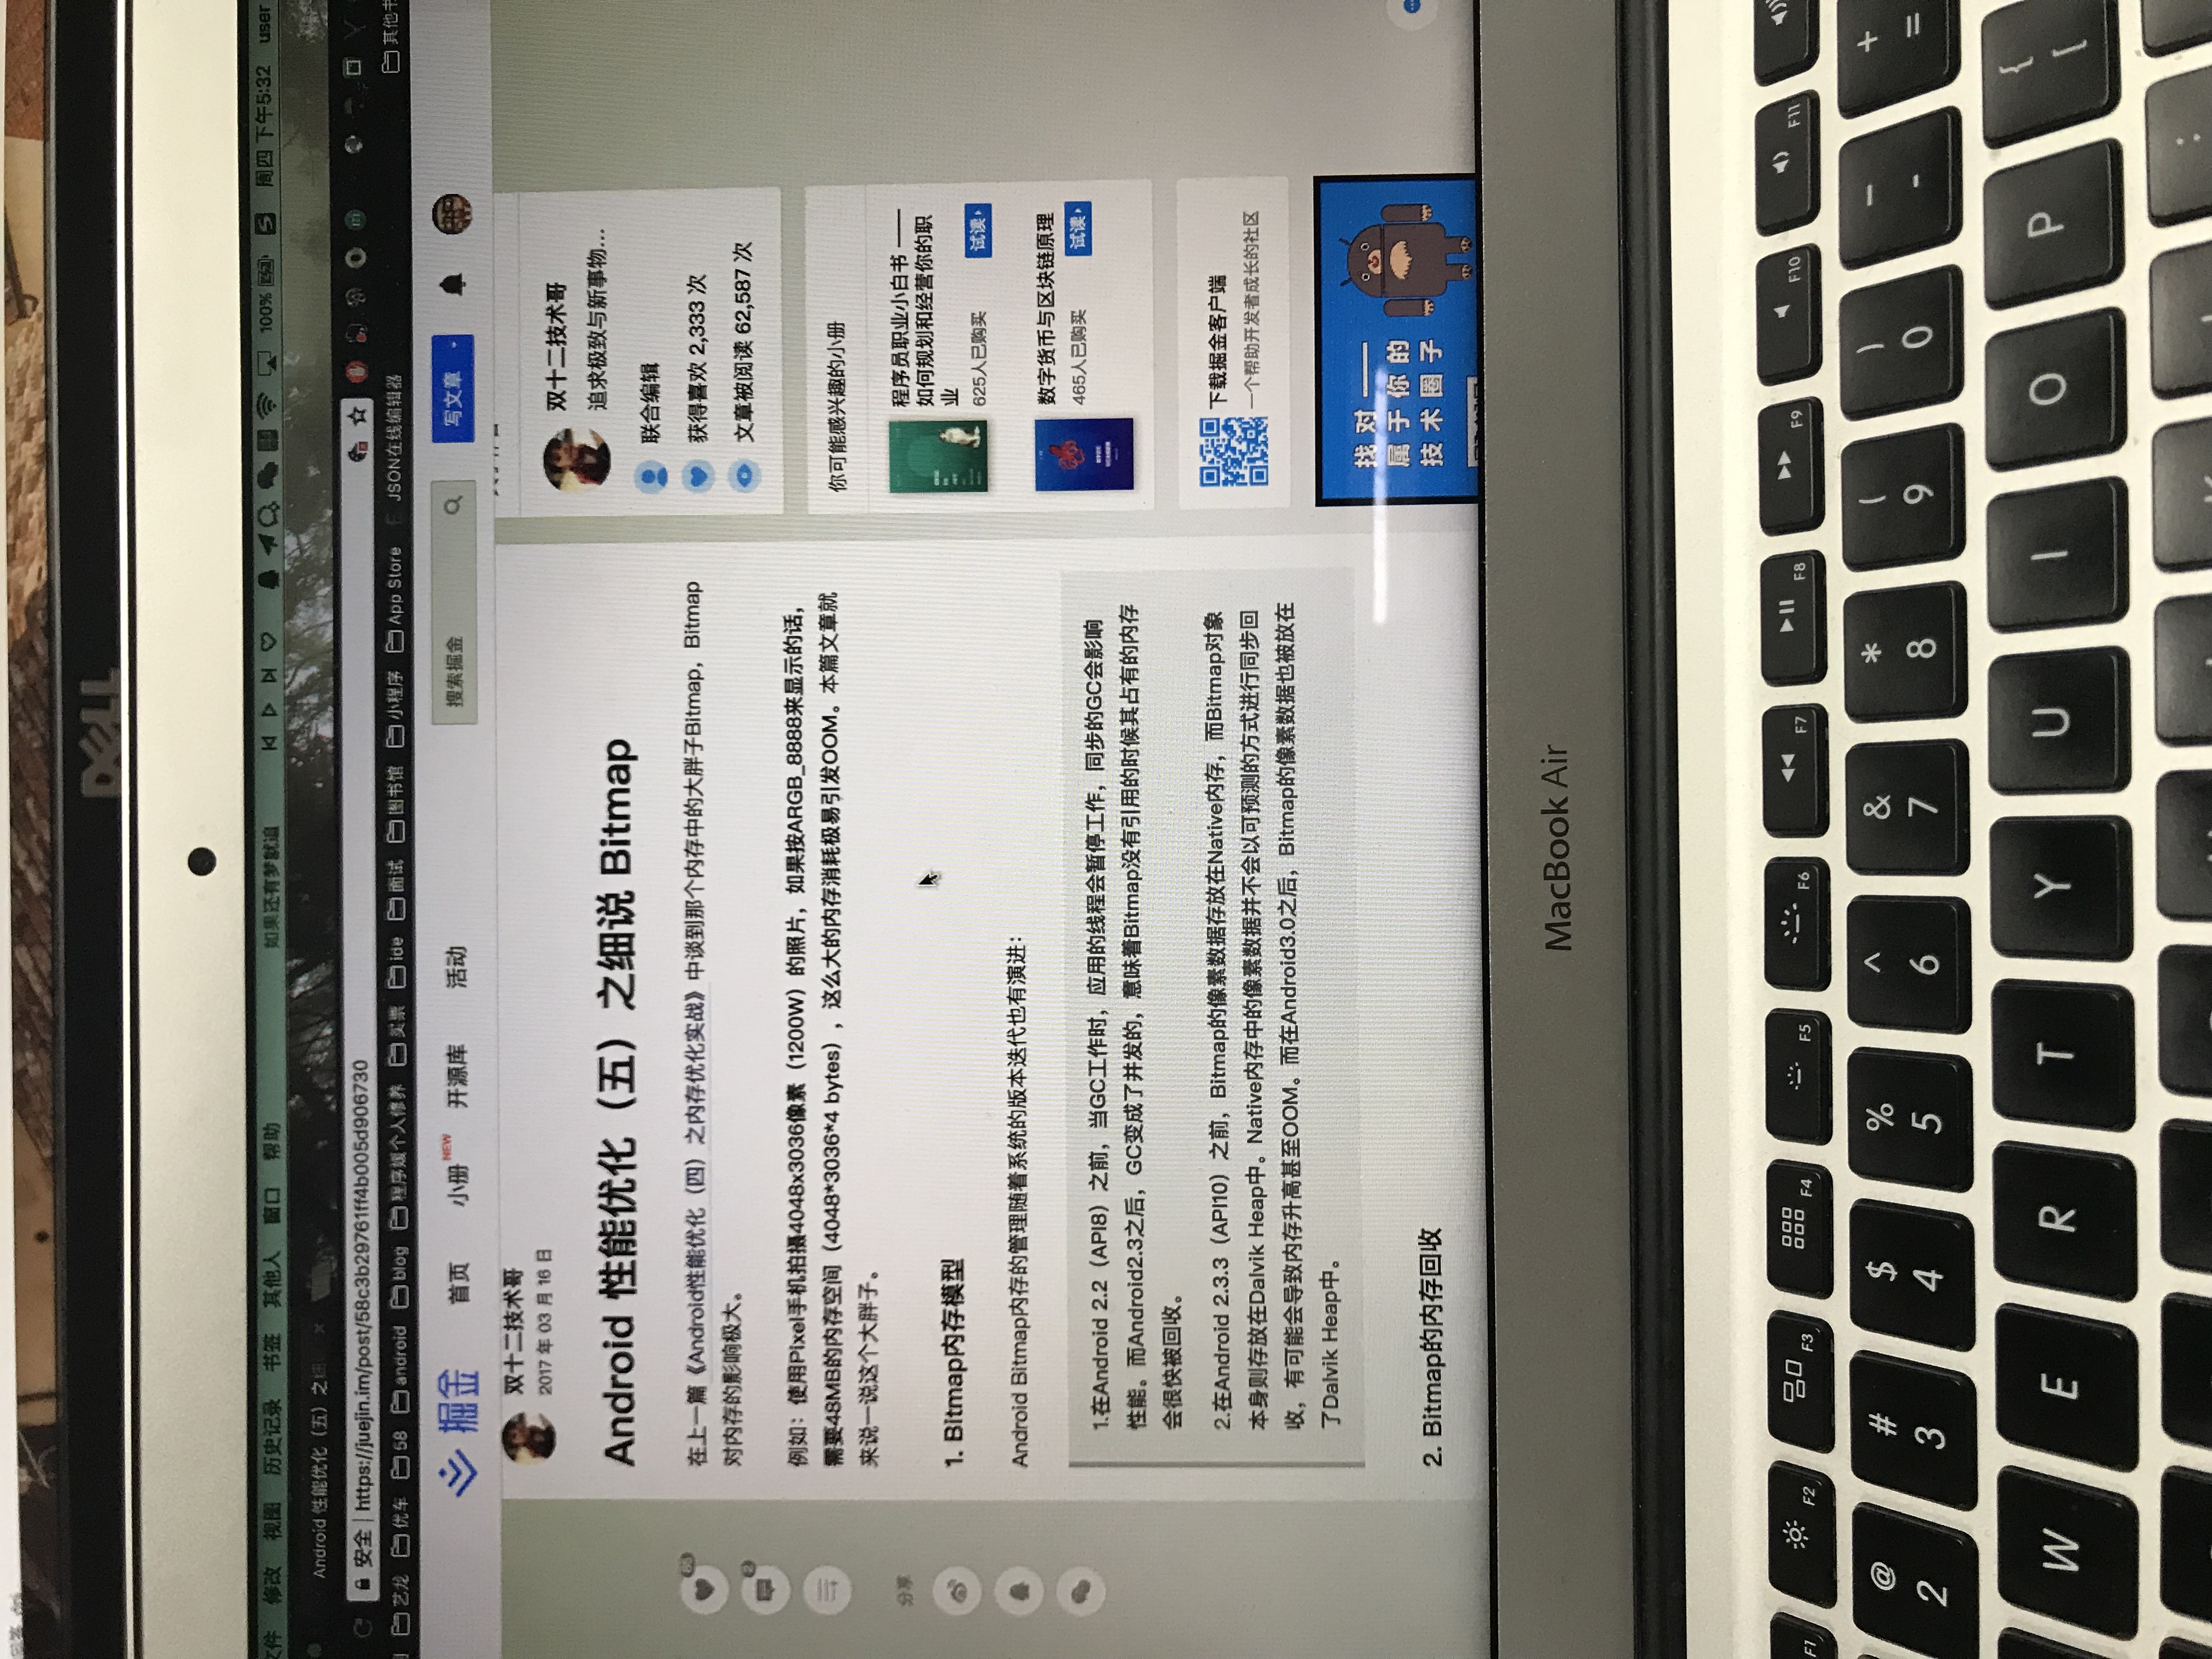 DELL
文件 修改 视图 历史记录 书签 其他人 窗口 帮助 如果还有梦就追 100% 周四 下午5:32 user
Android 性能优化（五）之细
安全 https://juejin.im/post/58c3b29761ff4b005d906730
艺龙 优车 58 android blog 程序媛个人修养 买票 ide 面试 图书馆 小程序 App Store JSON在线编辑器 其他书
掘金 首页 小册 NEW 开源库 活动 搜索掘金 写文章
双十二技术哥
2017 年 03 月 16 日
Android 性能优化（五）之细说 Bitmap
在上一篇《Android性能优化（四）之内存优化实战》中谈到那个内存中的大胖子Bitmap，Bitmap
对内存的影响极大。
例如：使用Pixel手机拍摄4048x3036像素（1200W）的照片，如果按ARGB_8888来显示的话，
需要48MB的内存空间（4048*3036*4 bytes），这么大的内存消耗极易引发OOM。本篇文章就
来说一说这个大胖子。
1. Bitmap内存模型
Android Bitmap内存的管理随着系统的版本迭代也有演进：
1.在Android 2.2（API8）之前，当GC工作时，应用的线程会暂停工作，同步的GC会影响
性能。而Android2.3之后，GC变成了并发的，意味着Bitmap没有引用的时候其占有的内存
会很快被回收。
2.在Android 2.3.3（API10）之前，Bitmap的像素数据存放在Native内存，而Bitmap对象
本身则存放在Dalvik Heap中。Native内存中的像素数据并不会以可预测的方式进行同步回
收，有可能会导致内存升高甚至OOM。而在Android3.0之后，Bitmap的像素数据也被放在
了Dalvik Heap中。
2. Bitmap的内存回收
2
分享
双十二技术哥
追求极致与新事物...
联合编辑
获得喜欢 2,333 次
文章被阅读 62,587 次
你可能感兴趣的小册
程序员职业小白书 ——
如何规划和经营你的职
业
625人已购买 试读
数字货币与区块链原理
465人已购买 试读
下载掘金客户端
一个帮助开发者成长的社区
找对——
属于你的
技术圈子
MacBook Air
F1 F2 F3 F4 F5 F6 F7 F8 F9 F10 F11
@ # $ % ^ & * ( ) – +
2 3 4 5 6 7 8 9 0 - =
W E R T Y U I O P { [